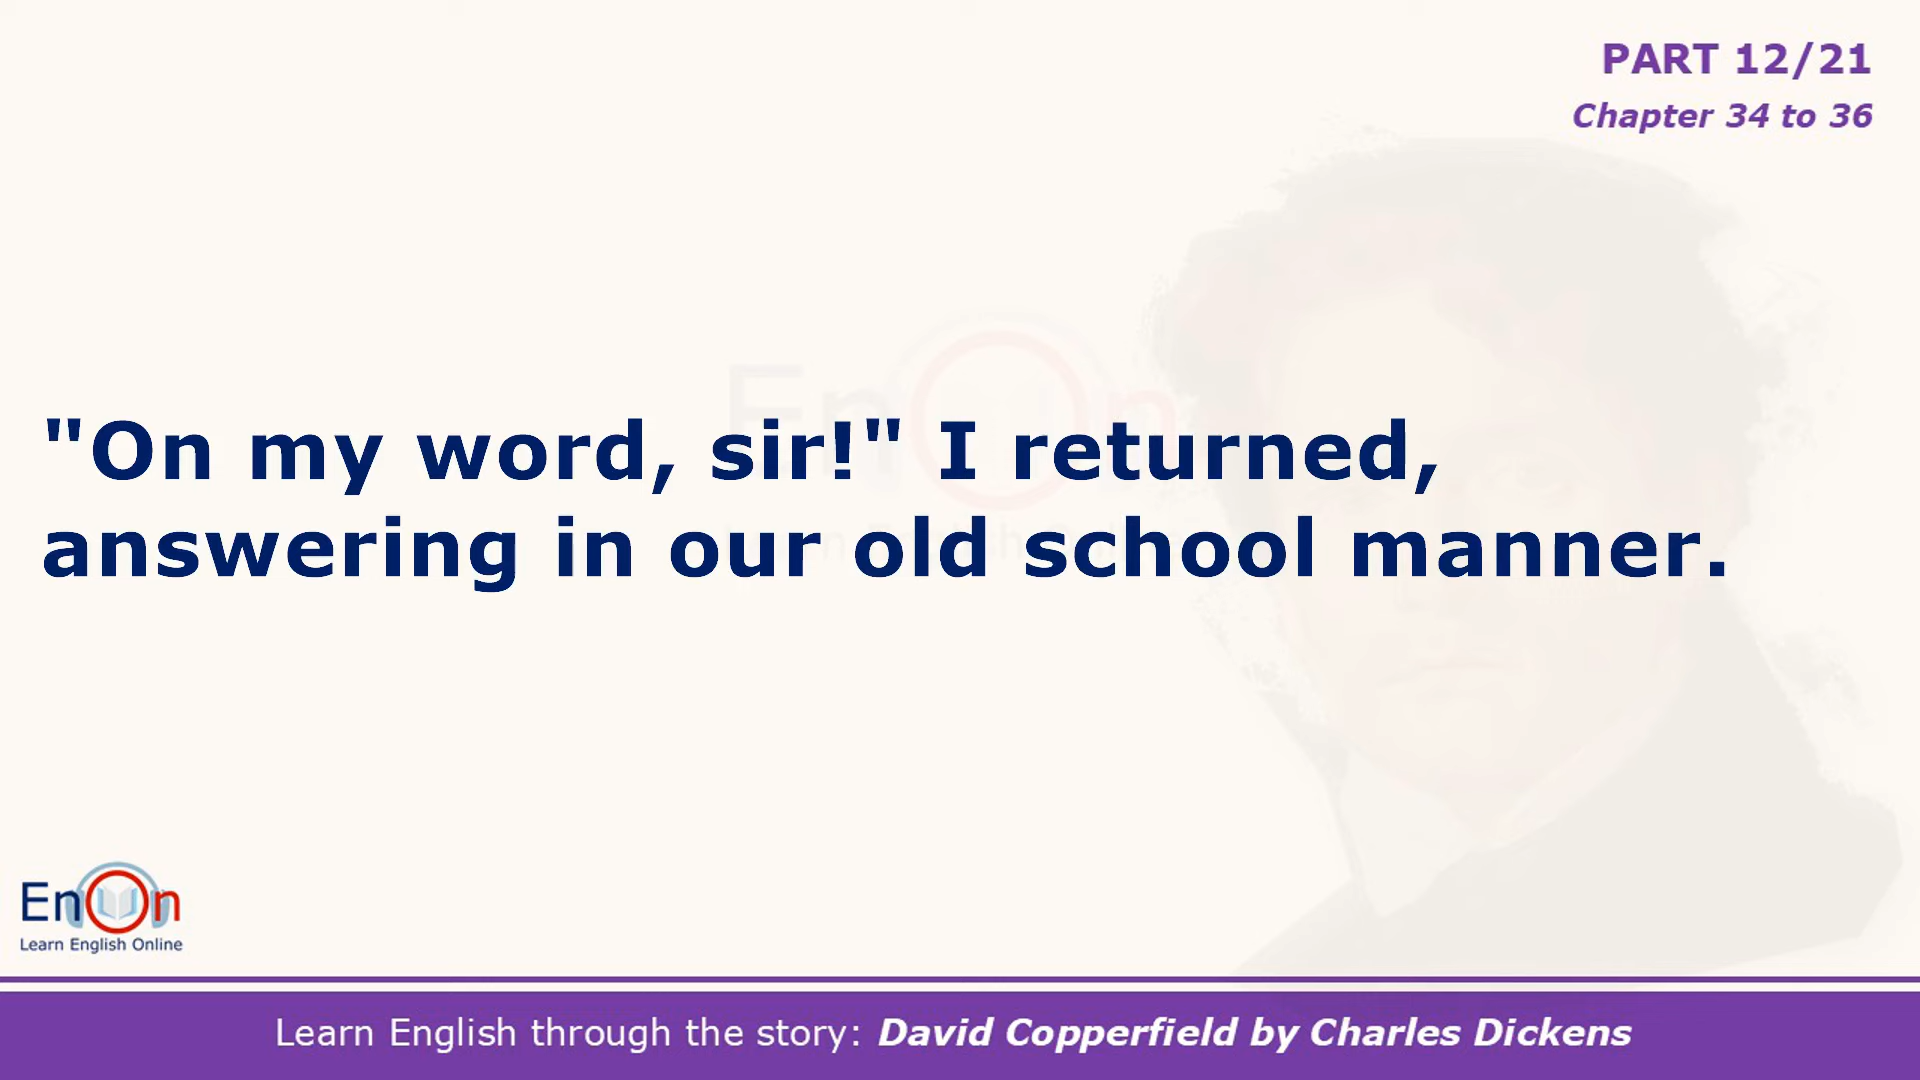 PART 12/21
Chapter 34 to 36
"On my word, sir!" I returned,
answering in our old school manner.
EnOn
Learn English Online
Learn English through the story: David Copperfield by Charles Dickens